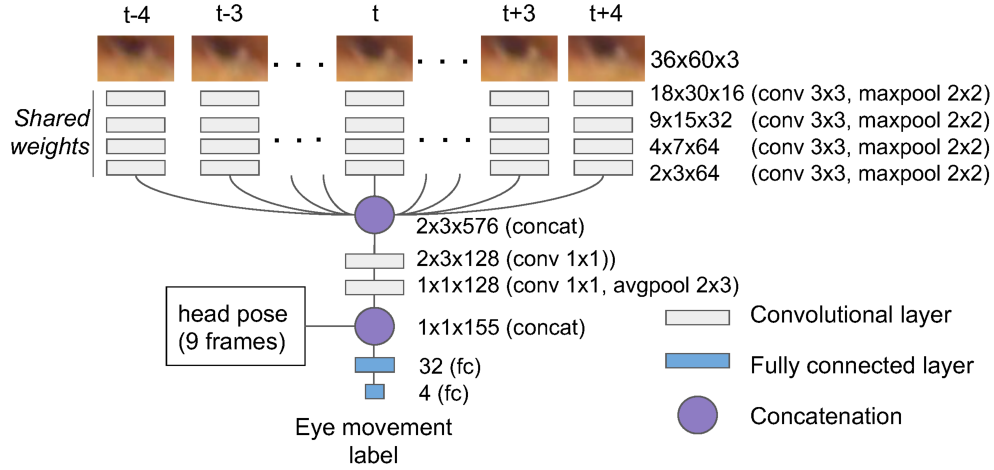 t-4 t-3 t t+3 t+4
. . . . . .
36x60x3
Shared
weights
18x30x16 (conv 3x3, maxpool 2x2)
9x15x32 (conv 3x3, maxpool 2x2)
. . . . . .
4x7x64 (conv 3x3, maxpool 2x2)
2x3x64 (conv 3x3, maxpool 2x2)
2x3x576 (concat)
2x3x128 (conv 1x1))
1x1x128 (conv 1x1, avgpool 2x3)
head pose
(9 frames)
1x1x155 (concat)
32 (fc)
4 (fc)
Eye movement
label
Convolutional layer
Fully connected layer
Concatenation